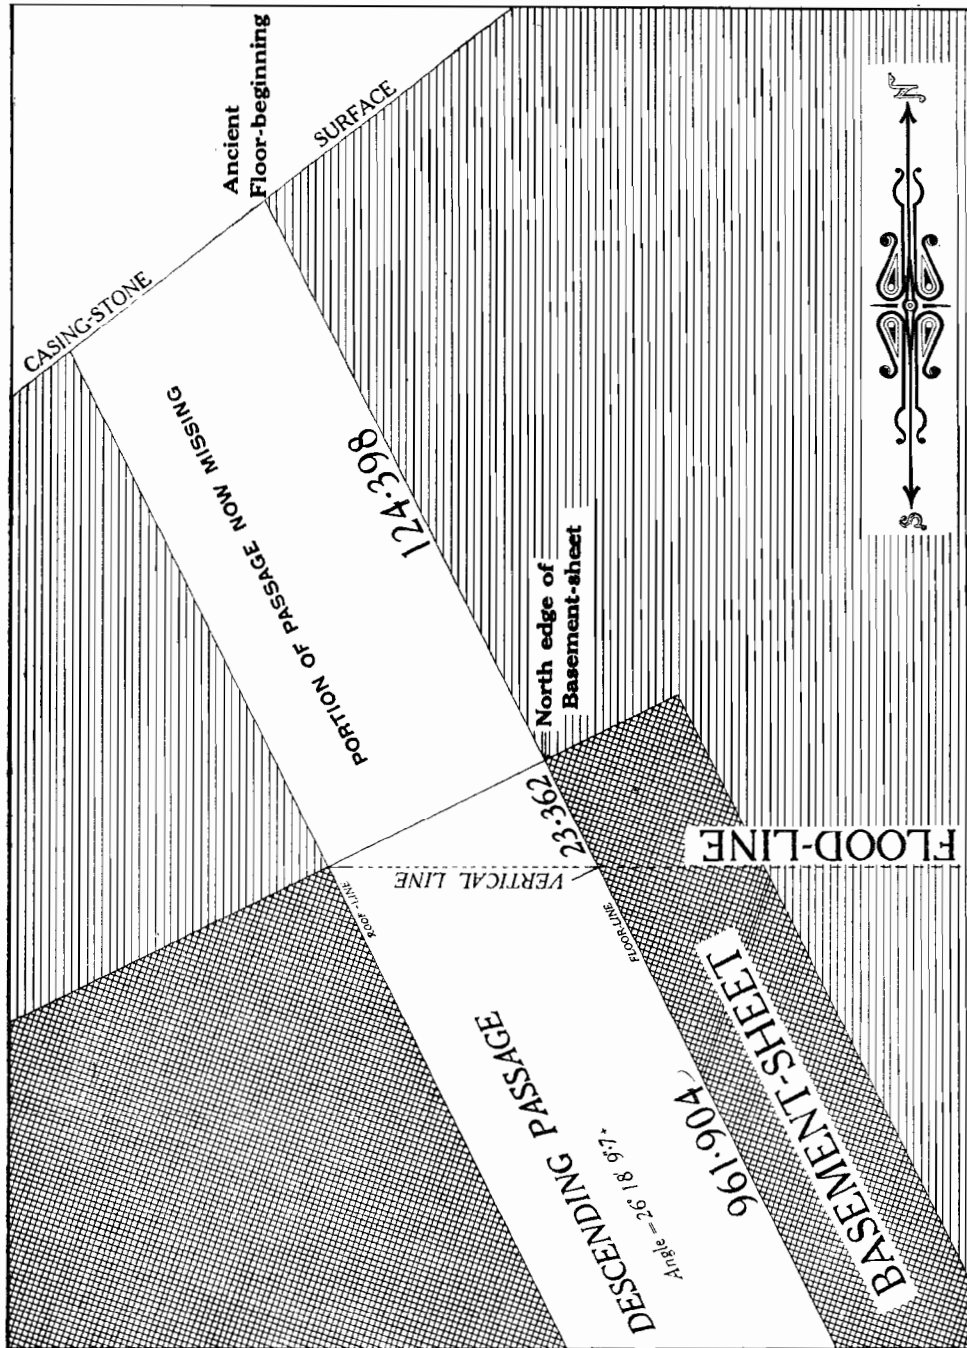 Ancient
Floor-beginning
SURFACE
CASING-STONE
PORTION OF PASSAGE NOW MISSING
124·398
North edge of
Basement-sheet
23·362
VERTICAL LINE
FLOOD-LINE
ROOF-LINE
FLOOR-LINE
DESCENDING PASSAGE
Angle = 26° 18' 9"·7+
961·904
BASEMENT-SHEET
N
S